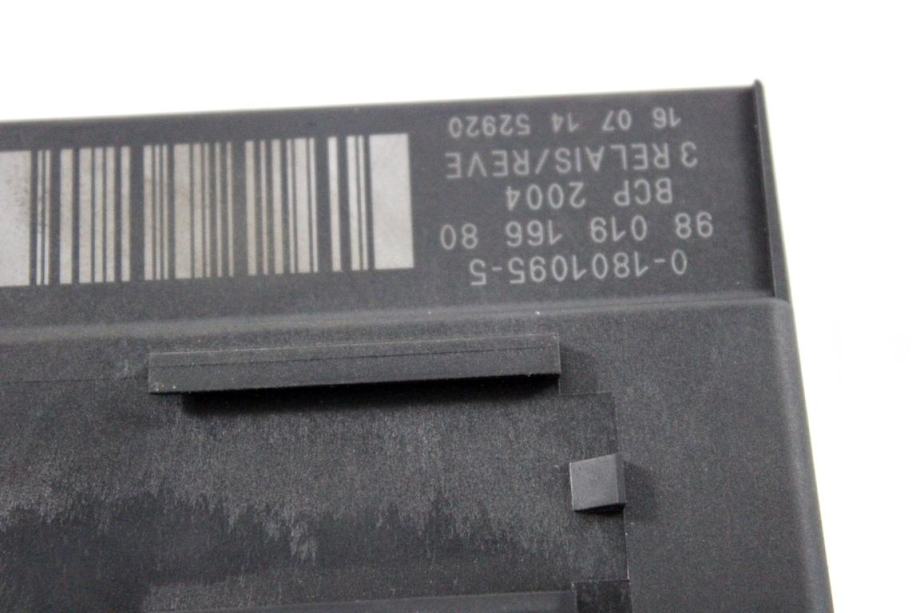 0-1801095-5
98 019 166 80
BCP 2004
3 RELAIS/REVE
16 07 14 52920